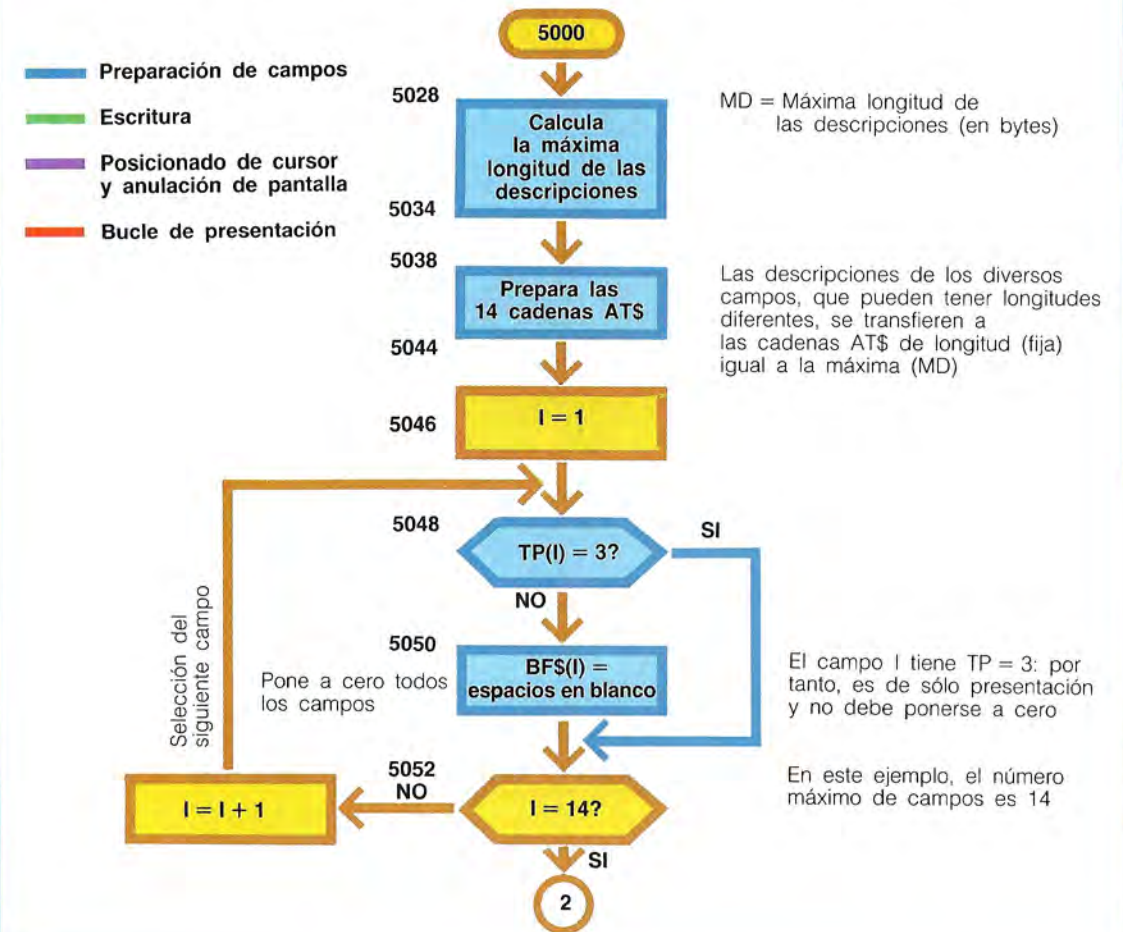 5000
Preparación de campos
Escritura
Posicionado de cursor
y anulación de pantalla
Bucle de presentación
5028
Calcula
la máxima
longitud de las
descripciones
MD = Máxima longitud de
las descripciones (en bytes)
5034
5038
Prepara las
14 cadenas AT$
Las descripciones de los diversos
campos, que pueden tener longitudes
diferentes, se transfieren a
las cadenas AT$ de longitud (fija)
igual a la máxima (MD)
5044
5046
I = 1
5048
TP(I) = 3?
SI
NO
Selección del
siguiente campo
5050
Pone a cero todos
los campos
BF$(I) =
espacios en blanco
El campo I tiene TP = 3: por
tanto, es de sólo presentación
y no debe ponerse a cero
5052
NO
I = I + 1
I = 14?
En este ejemplo, el número
máximo de campos es 14
SI
2